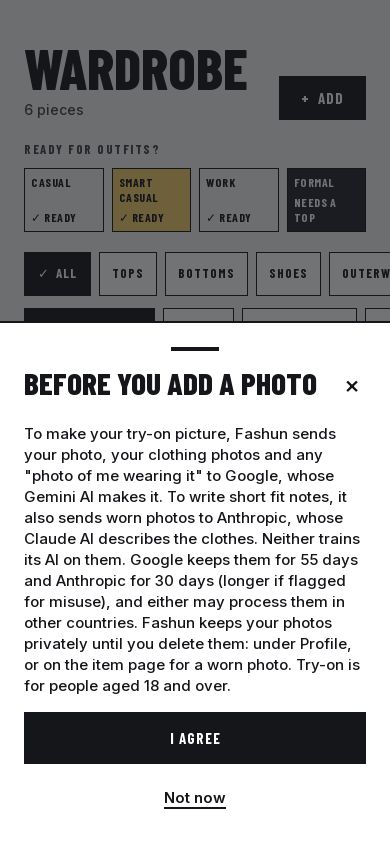 WARDROBE
6 pieces
+ ADD
READY FOR OUTFITS?
CASUAL
✓ READY
SMART
CASUAL
✓ READY
WORK
✓ READY
FORMAL
NEEDS A
TOP
✓ ALL
TOPS
BOTTOMS
SHOES
OUTERW
BEFORE YOU ADD A PHOTO
×
To make your try-on picture, Fashun sends
your photo, your clothing photos and any
"photo of me wearing it" to Google, whose
Gemini AI makes it. To write short fit notes, it
also sends worn photos to Anthropic, whose
Claude AI describes the clothes. Neither trains
its AI on them. Google keeps them for 55 days
and Anthropic for 30 days (longer if flagged
for misuse), and either may process them in
other countries. Fashun keeps your photos
privately until you delete them: under Profile,
or on the item page for a worn photo. Try-on is
for people aged 18 and over.
I AGREE
Not now